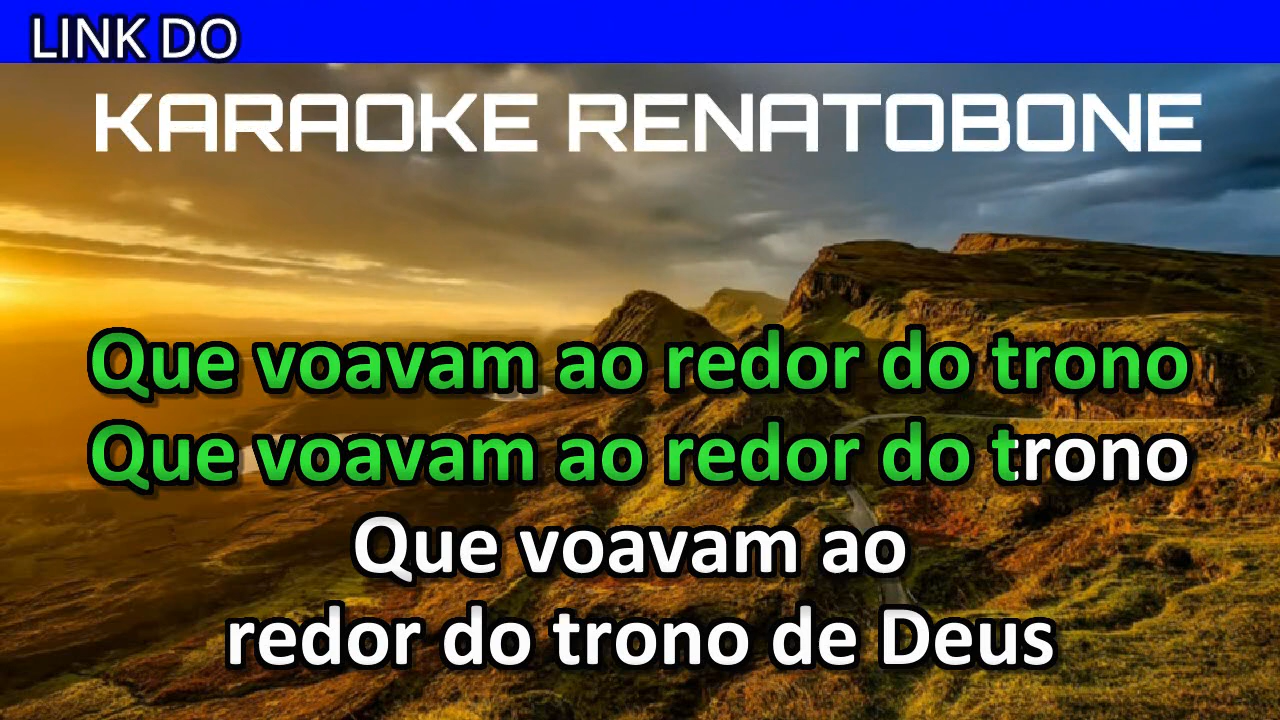 LINK DO
KARAOKE RENATOBONE
Que voavam ao redor do trono
Que voavam ao redor do trono
Que voavam ao
redor do trono de Deus